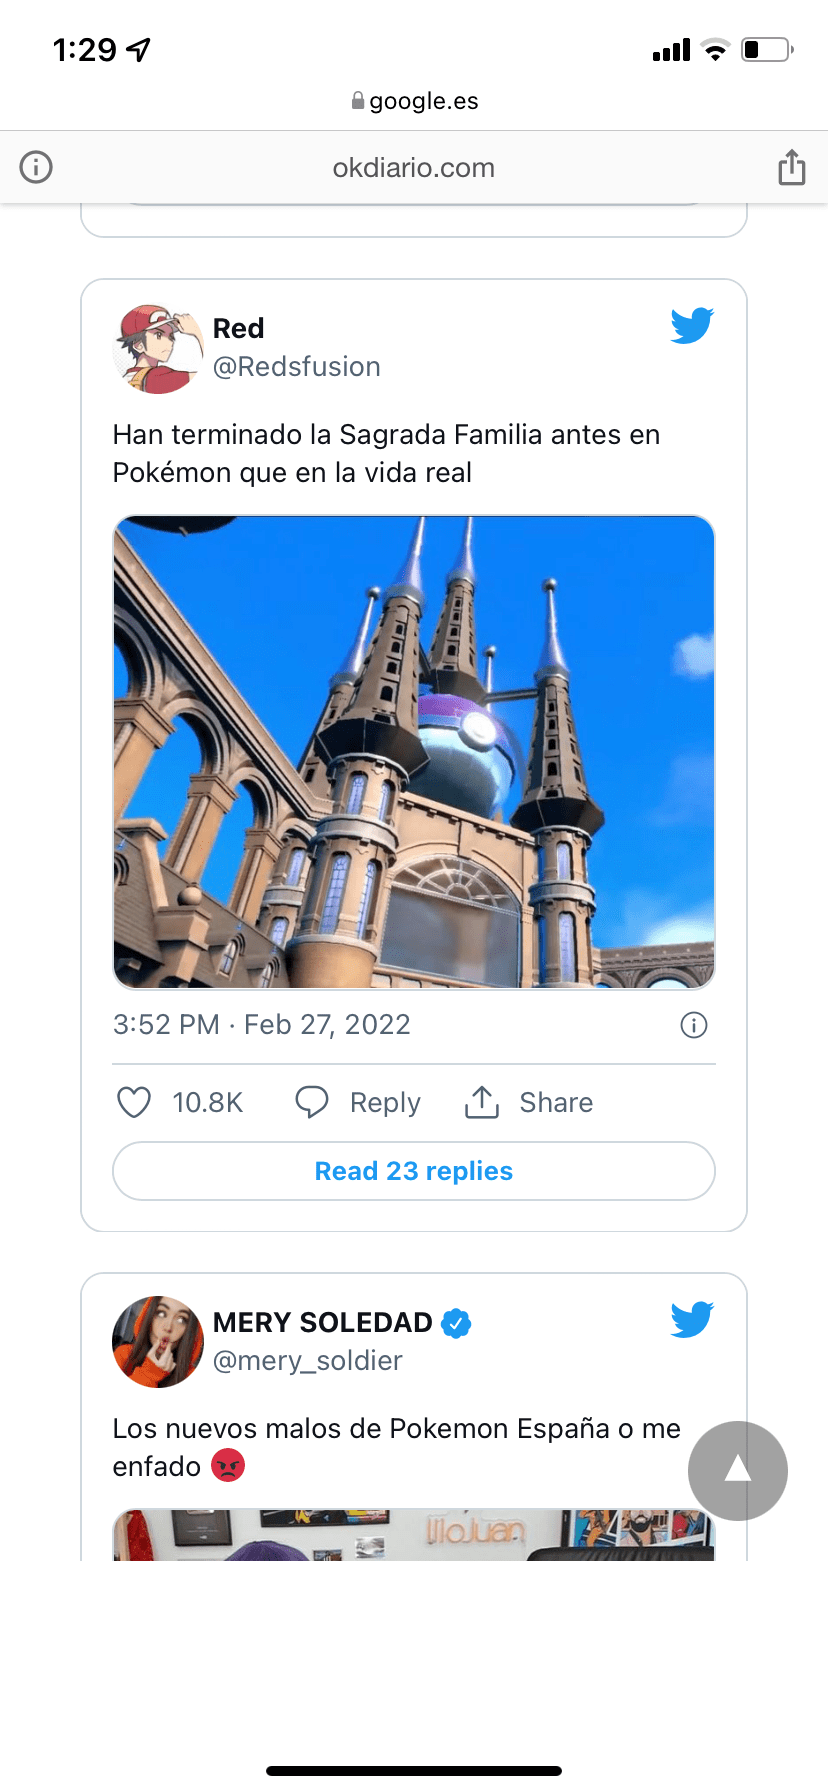 1:29
google.es
okdiario.com
Red
@Redsfusion
Han terminado la Sagrada Familia antes en
Pokémon que en la vida real
3:52 PM · Feb 27, 2022
10.8K Reply Share
Read 23 replies
MERY SOLEDAD
@mery_soldier
Los nuevos malos de Pokemon España o me
enfado 😡
IlloJuan